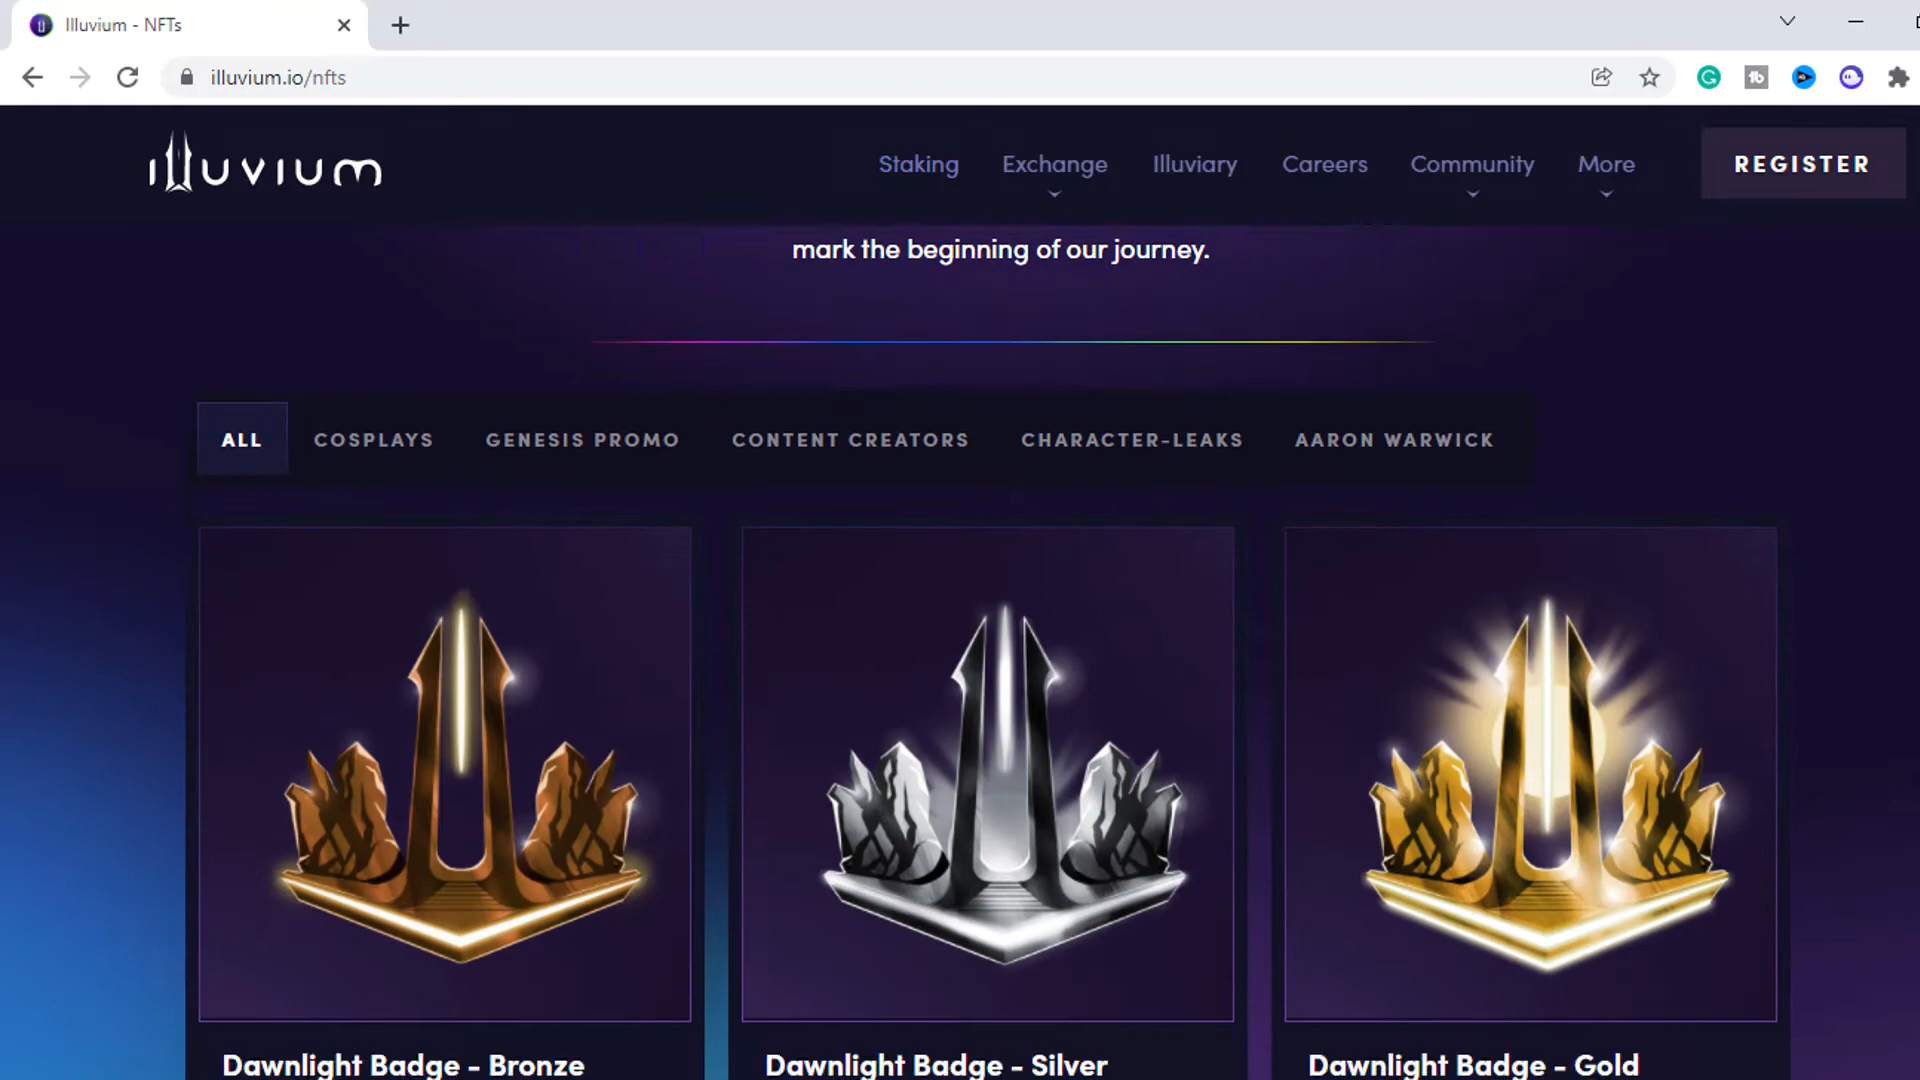 Illuvium - NFTs
illuvium.io/nfts
illuvium
Staking
Exchange
Illuviary
Careers
Community
More
REGISTER
mark the beginning of our journey.
ALL
COSPLAYS
GENESIS PROMO
CONTENT CREATORS
CHARACTER-LEAKS
AARON WARWICK
Dawnlight Badge - Bronze
Dawnlight Badge - Silver
Dawnlight Badge - Gold